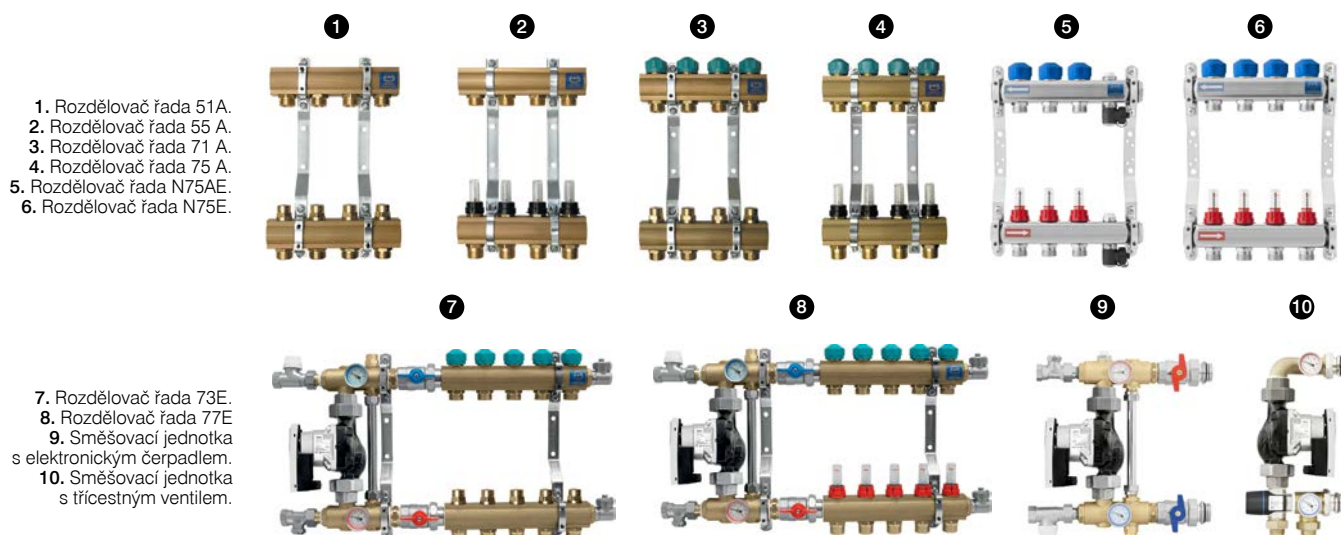 1 2 3 4 5 6
1. Rozdělovač řada 51A.
2. Rozdělovač řada 55 A.
3. Rozdělovač řada 71 A.
4. Rozdělovač řada 75 A.
5. Rozdělovač řada N75AE.
6. Rozdělovač řada N75E.
7 8 9 10
7. Rozdělovač řada 73E.
8. Rozdělovač řada 77E
9. Směšovací jednotka
s elektronickým čerpadlem.
10. Směšovací jednotka
s třícestným ventilem.